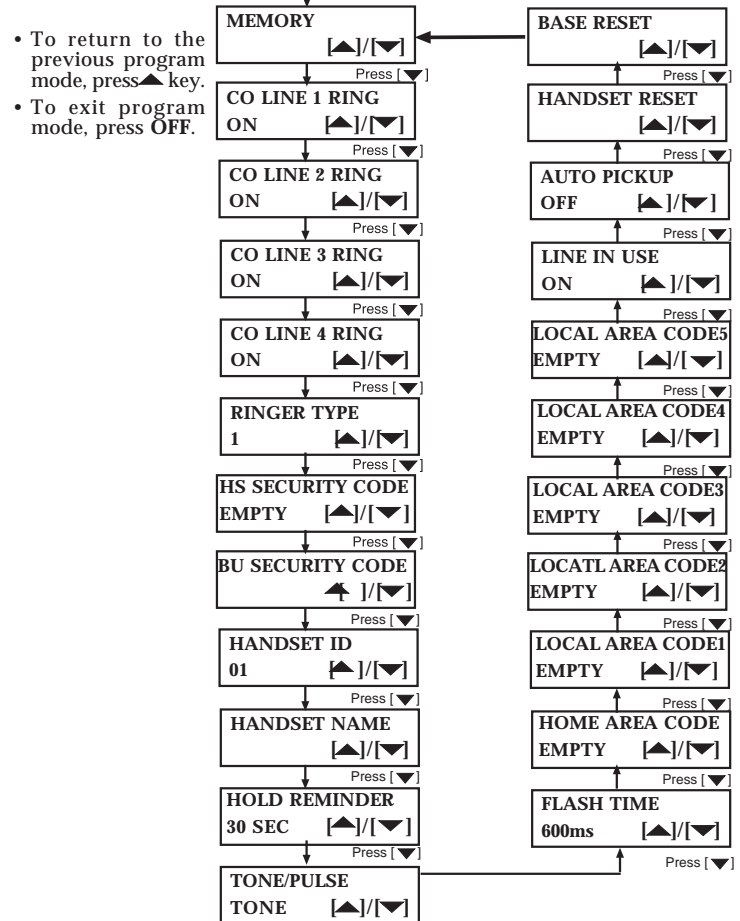 • To return to the
previous program
mode, press▲ key.
• To exit program
mode, press OFF.
MEMORY
[▲]/[▼]
Press [▼]
CO LINE 1 RING
ON [▲]/[▼]
Press [▼]
CO LINE 2 RING
ON [▲]/[▼]
Press [▼]
CO LINE 3 RING
ON [▲]/[▼]
Press [▼]
CO LINE 4 RING
ON [▲]/[▼]
Press [▼]
RINGER TYPE
1 [▲]/[▼]
Press [▼]
HS SECURITY CODE
EMPTY [▲]/[▼]
Press [▼]
BU SECURITY CODE
▲[ ]/[▼]
Press [▼]
HANDSET ID
01 [▲]/[▼]
Press [▼]
HANDSET NAME
[▲]/[▼]
Press [▼]
HOLD REMINDER
30 SEC [▲]/[▼]
Press [▼]
TONE/PULSE
TONE [▲]/[▼]
BASE RESET
[▲]/[▼]
Press [▼]
HANDSET RESET
[▲]/[▼]
Press [▼]
AUTO PICKUP
OFF [▲]/[▼]
Press [▼]
LINE IN USE
ON [▲]/[▼]
Press [▼]
LOCAL AREA CODE5
EMPTY [▲]/[▼]
Press [▼]
LOCAL AREA CODE4
EMPTY [▲]/[▼]
Press [▼]
LOCAL AREA CODE3
EMPTY [▲]/[▼]
Press [▼]
LOCATL AREA CODE2
EMPTY [▲]/[▼]
Press [▼]
LOCAL AREA CODE1
EMPTY [▲]/[▼]
Press [▼]
HOME AREA CODE
EMPTY [▲]/[▼]
Press [▼]
FLASH TIME
600ms [▲]/[▼]
Press [▼]